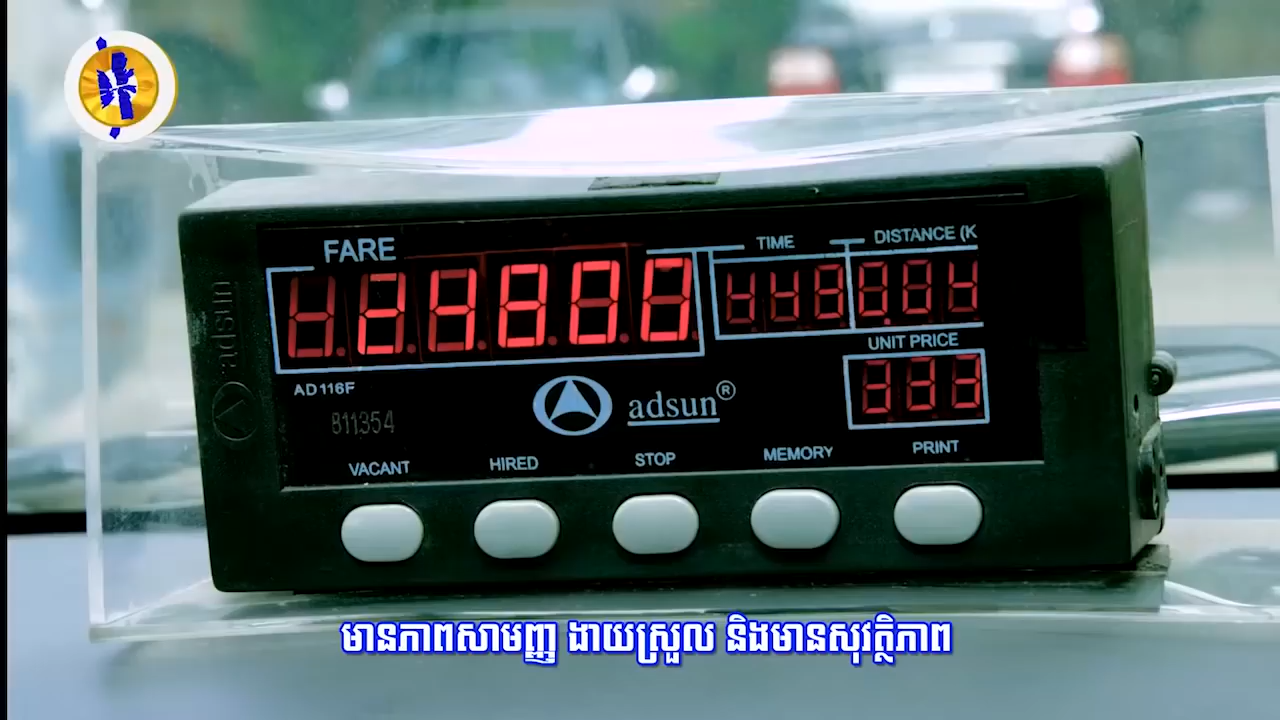 FARE
TIME
DISTANCE (K
UNIT PRICE
AD116F
811354
adsun®
adsun
VACANT
HIRED
STOP
MEMORY
PRINT
មានភាពសាមញ្ញ ងាយស្រួល និងមានសុវត្ថិភាព